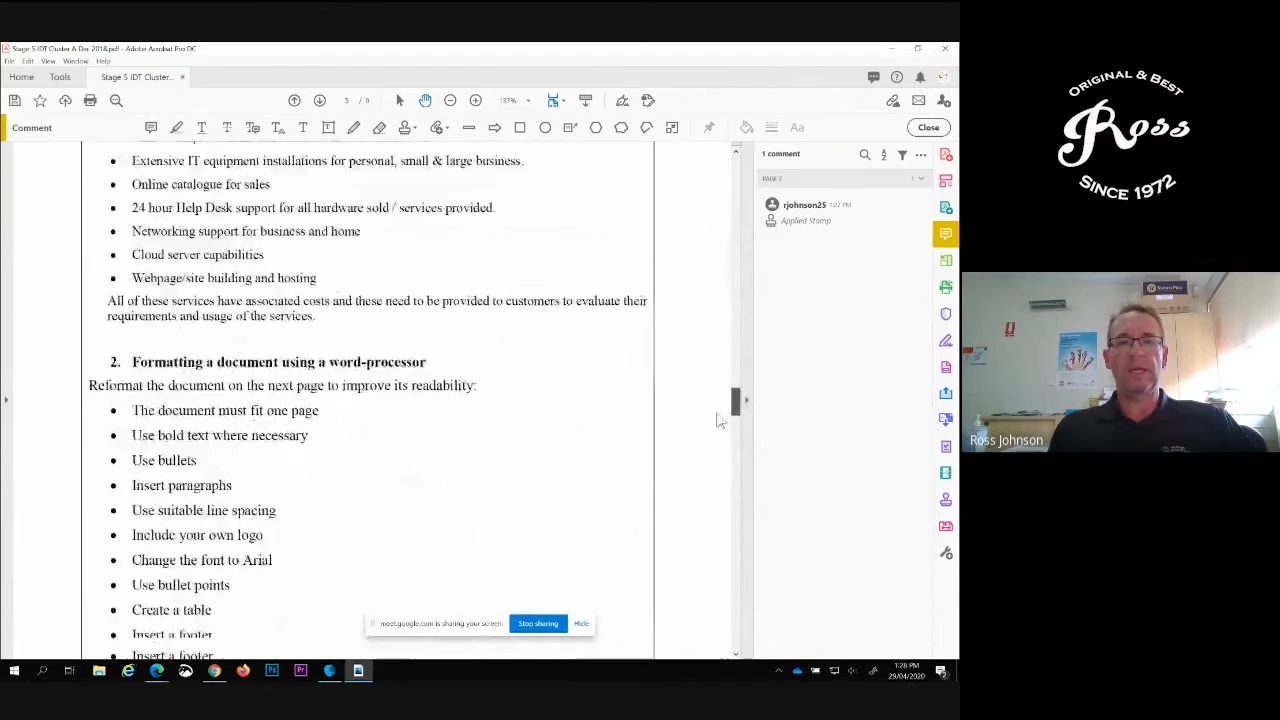 Stage 5 IDT Cluster A Dec 2018.pdf - Adobe Acrobat Pro DC
File Edit View Window Help
Home Tools Stage 5 IDT Cluster... ×
5 / 9 137%
Comment Aa Close
Extensive IT equipment installations for personal, small & large business.
Online catalogue for sales
24 hour Help Desk support for all hardware sold / services provided.
Networking support for business and home
Cloud server capabilities
Webpage/site building and hosting
All of these services have associated costs and these need to be provided to customers to evaluate their
requirements and usage of the services.
2. Formatting a document using a word-processor
Reformat the document on the next page to improve its readability:
The document must fit one page
Use bold text where necessary
Use bullets
Insert paragraphs
Use suitable line spacing
Include your own logo
Change the font to Arial
Use bullet points
Create a table
Insert a footer
Insert a footer
1 comment
PAGE 2 1
rjohnson25 1:27 PM
Applied Stamp
meet.google.com is sharing your screen. Stop sharing Hide
1:28 PM
29/04/2020
ORIGINAL & BEST
Ross
SINCE 1972
Ross Johnson